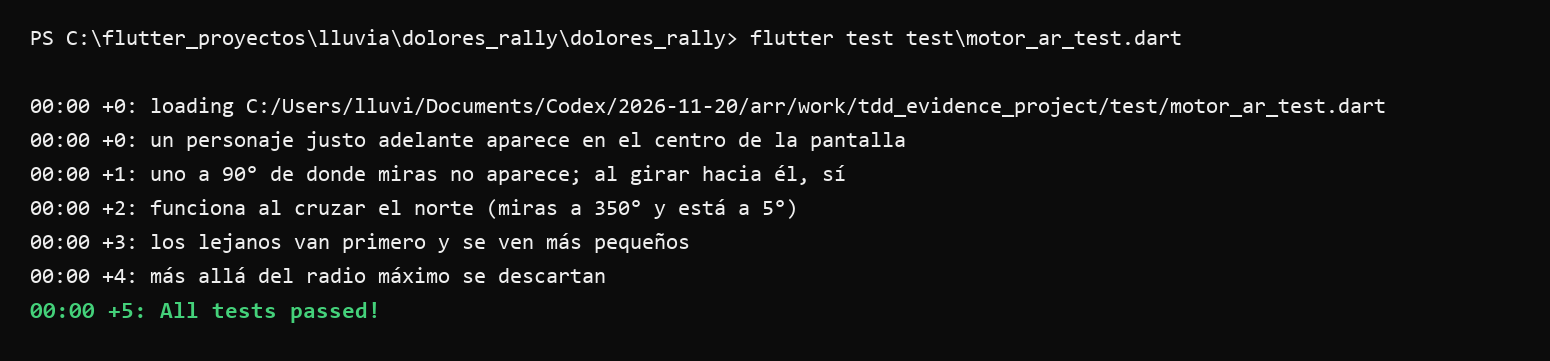 PS C:\flutter_proyectos\lluvia\dolores_rally\dolores_rally> flutter test test\motor_ar_test.dart
00:00 +0: loading C:/Users/lluvi/Documents/Codex/2026-11-20/arr/work/tdd_evidence_project/test/motor_ar_test.dart
00:00 +0: un personaje justo adelante aparece en el centro de la pantalla
00:00 +1: uno a 90° de donde miras no aparece; al girar hacia él, sí
00:00 +2: funciona al cruzar el norte (miras a 350° y está a 5°)
00:00 +3: los lejanos van primero y se ven más pequeños
00:00 +4: más allá del radio máximo se descartan
00:00 +5: All tests passed!